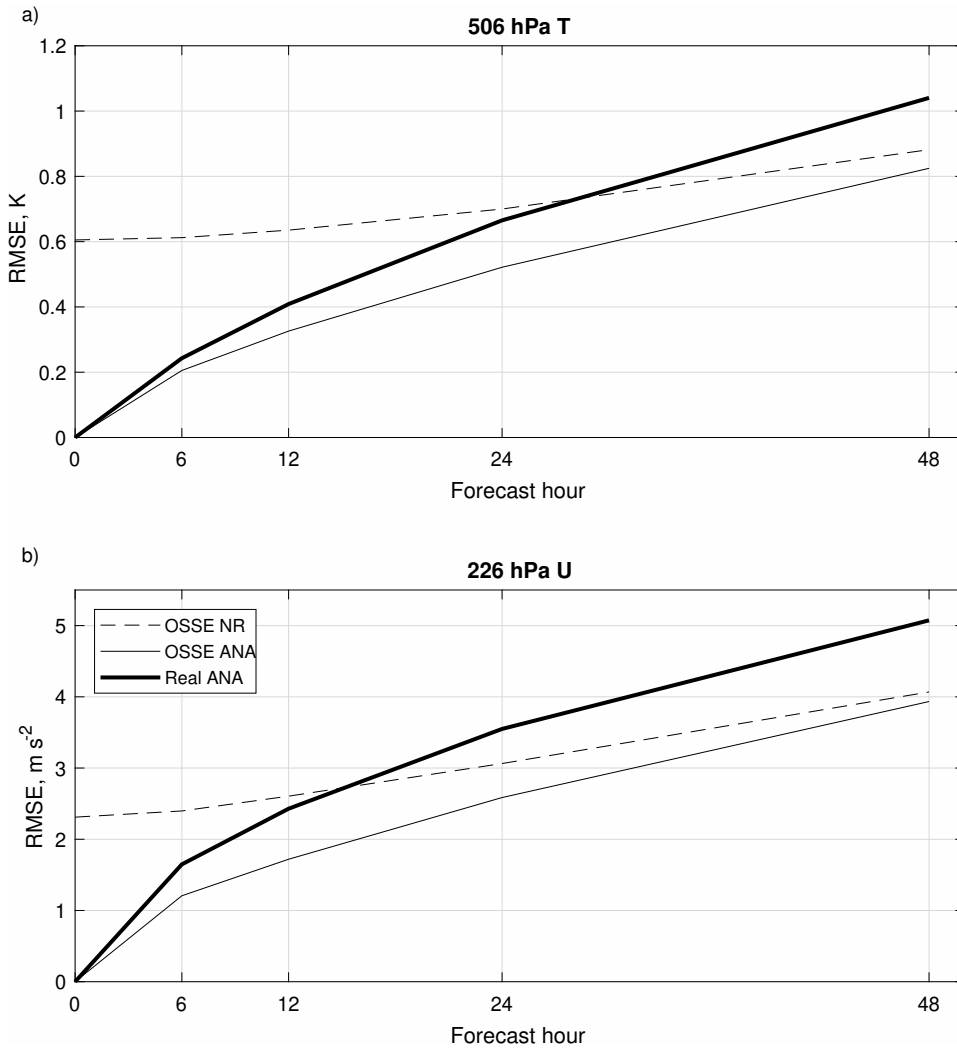 a)
506 hPa T
1.2
1
0.8
0.6
0.4
0.2
0
RMSE, K
0 6 12 24 48
Forecast hour
b)
226 hPa U
5
4
3
2
1
0
RMSE, m s-2
OSSE NR
OSSE ANA
Real ANA
0 6 12 24 48
Forecast hour